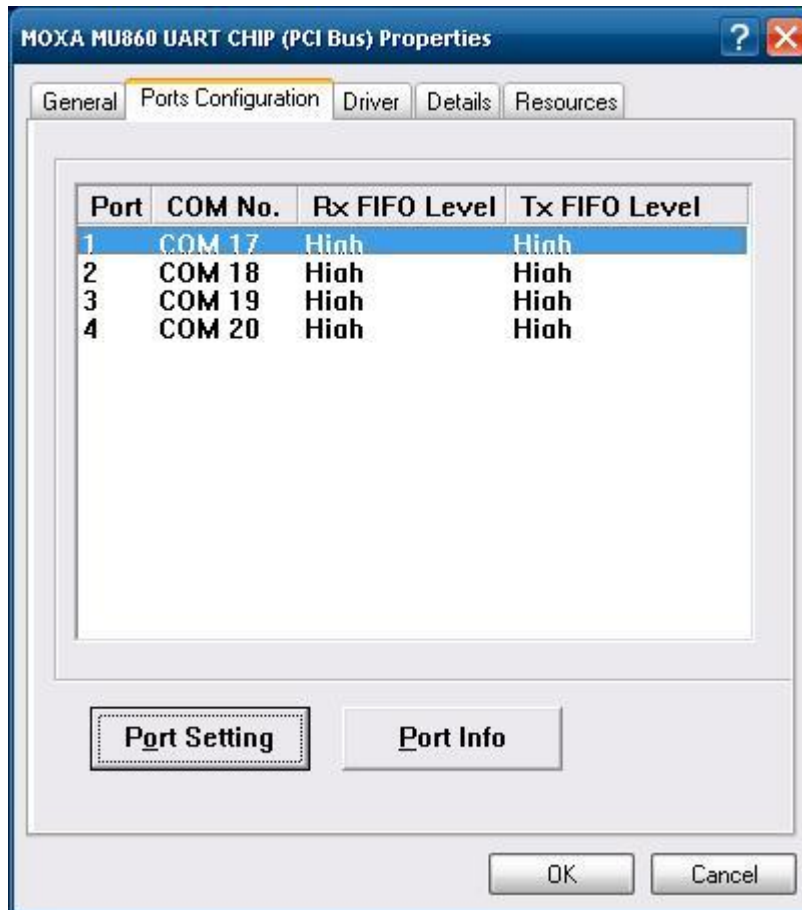 MOXA MU860 UART CHIP (PCI Bus) Properties
General Ports Configuration Driver Details Resources
Port COM No. Rx FIFO Level Tx FIFO Level
1 COM 17 High High
2 COM 18 High High
3 COM 19 High High
4 COM 20 High High
Port Setting Port Info
OK Cancel